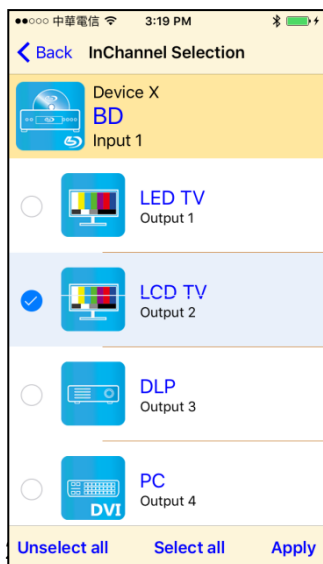 中華電信 3:19 PM
Back InChannel Selection
Device X
BD
Input 1
LED TV
Output 1
LCD TV
Output 2
DLP
Output 3
PC
Output 4
DVI
Unselect all Select all Apply